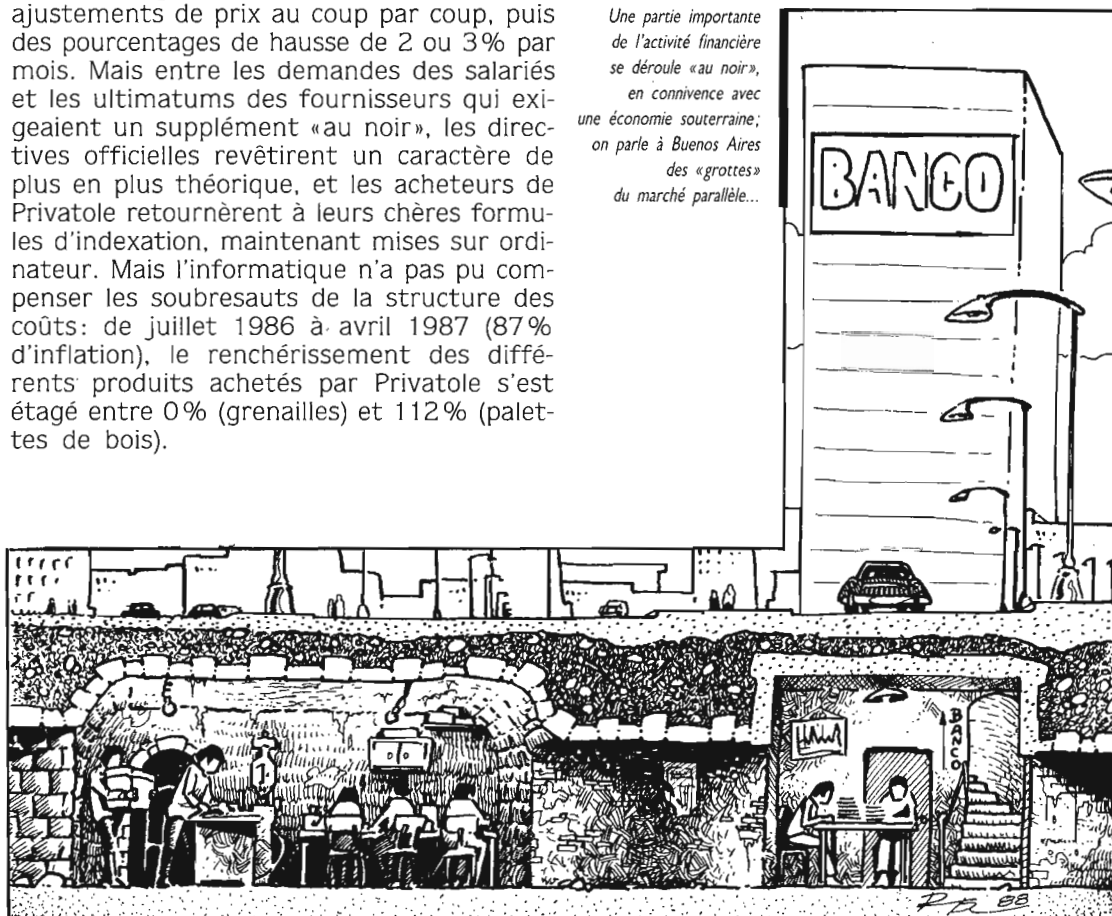 ajustements de prix au coup par coup, puis
des pourcentages de hausse de 2 ou 3% par
mois. Mais entre les demandes des salariés
et les ultimatums des fournisseurs qui exi-
geaient un supplément «au noir», les direc-
tives officielles revêtirent un caractère de
plus en plus théorique, et les acheteurs de
Privatole retournèrent à leurs chères formu-
les d'indexation, maintenant mises sur ordi-
nateur. Mais l'informatique n'a pas pu com-
penser les soubresauts de la structure des
coûts: de juillet 1986 à avril 1987 (87%
d'inflation), le renchérissement des diffé-
rents produits achetés par Privatole s'est
étagé entre 0% (grenailles) et 112% (palet-
tes de bois).
Une partie importante
de l'activité financière
se déroule «au noir»,
en connivence avec
une économie souterraine;
on parle à Buenos Aires
des «grottes»
du marché parallèle...
BANCO
BANCO
88